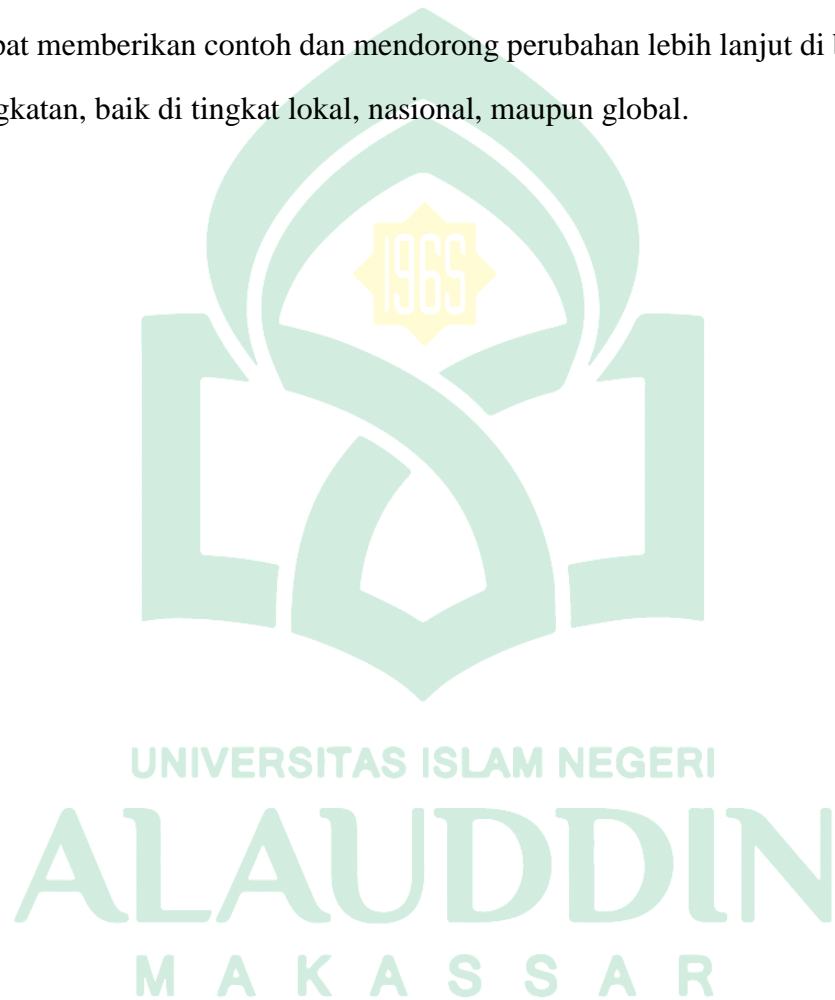 pat memberikan contoh dan mendorong perubahan lebih lanjut di b
gkatan, baik di tingkat lokal, nasional, maupun global.
1965
UNIVERSITAS ISLAM NEGERI
ALAUDDIN
MAKASSAR